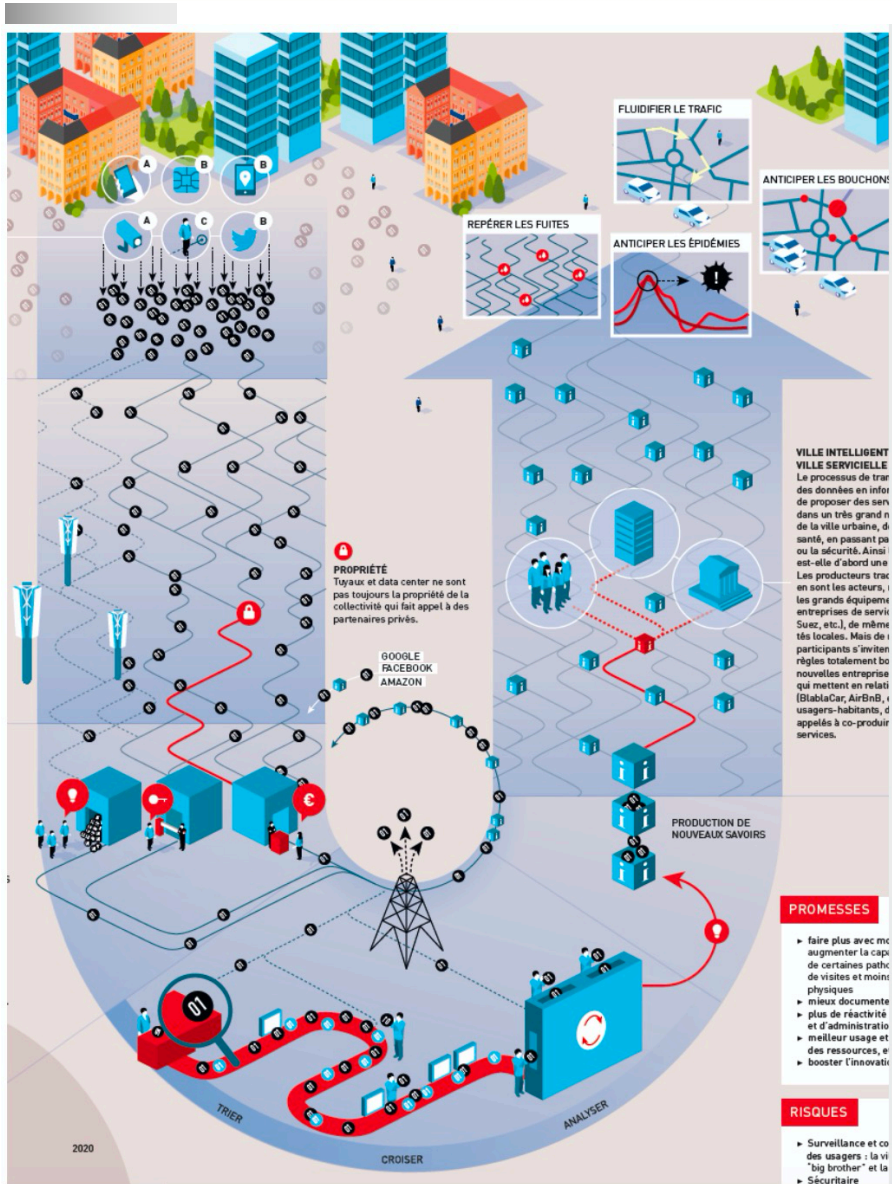 A
B
B
A
C
B
FLUIDIFIER LE TRAFIC
ANTICIPER LES BOUCHONS
REPÉRER LES FUITES
ANTICIPER LES ÉPIDÉMIES
!
PROPRIÉTÉ
Tuyaux et data center ne sont
pas toujours la propriété de la
collectivité qui fait appel à des
partenaires privés.
GOOGLE
FACEBOOK
AMAZON
VILLE INTELLIGENT
VILLE SERVICIELLE
Le processus de tran
des données en infor
de proposer des serv
dans un très grand n
de la ville urbaine, d
santé, en passant pa
ou la sécurité. Ainsi
est-elle d'abord une
Les producteurs trad
en sont les acteurs,
les grands équipeme
entreprises de servic
Suez, etc.), de même
tés locales. Mais de
participants s'inviten
règles totalement bo
nouvelles entreprise
qui mettent en relati
(BlablaCar, AirBnB,
usagers-habitants, d
appelés à co-produir
services.
€
PRODUCTION DE
NOUVEAUX SAVOIRS
PROMESSES
► faire plus avec mo
augmenter la capa
de certaines patho
de visites et moins
physiques
► mieux documente
► plus de réactivité
et d'administratio
► meilleur usage et
des ressources, e
► booster l'innovatio
01
TRIER
CROISER
ANALYSER
2020
RISQUES
► Surveillance et co
des usagers : la vi
"big brother" et la
► Sécuritaire